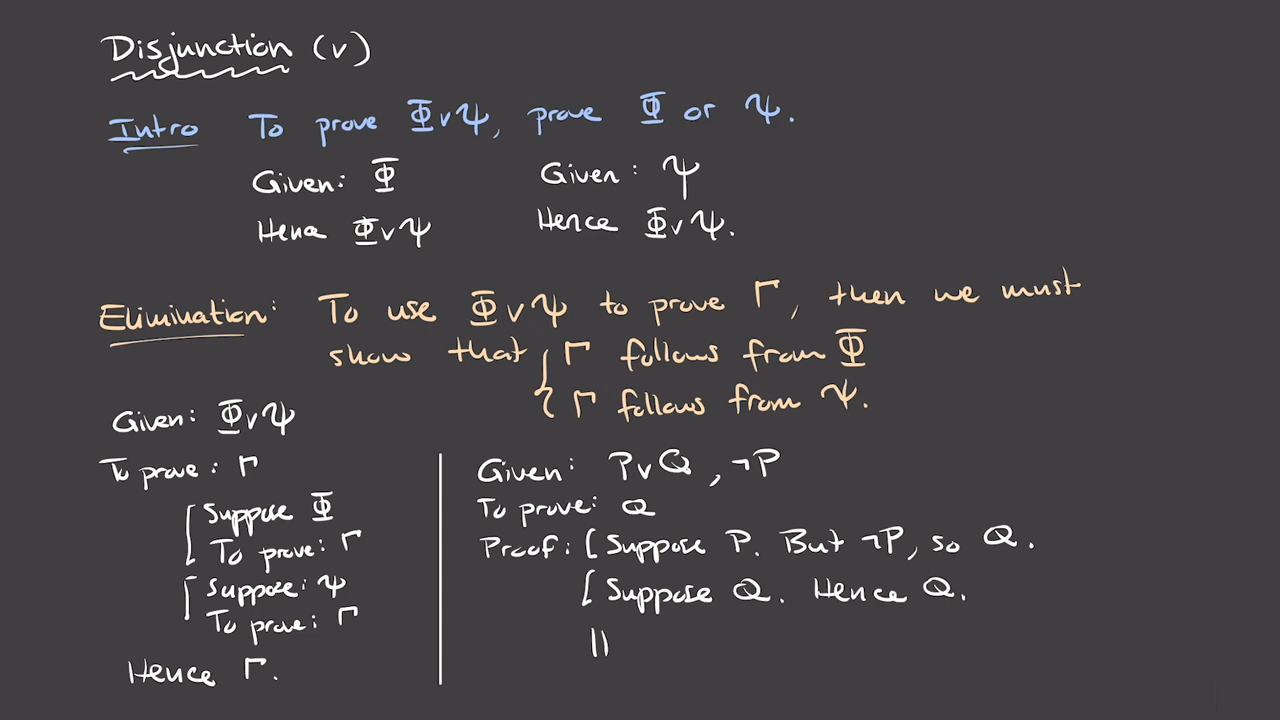 Disjunction (∨)
Intro To prove Φ∨Ψ, prove Φ or Ψ.
Given: Φ
Hence Φ∨Ψ
Given: Ψ
Hence Φ∨Ψ.
Elimination: To use Φ∨Ψ to prove Γ, then we must
show that { Γ follows from Φ
Γ follows from Ψ.
Given: Φ∨Ψ
To prove: Γ
[Suppose Φ
To prove: Γ
[Suppose: Ψ
To prove: Γ
Hence Γ.
Given: P∨Q, ¬P
To prove: Q
Proof: [Suppose P. But ¬P, so Q.
[Suppose Q. Hence Q.